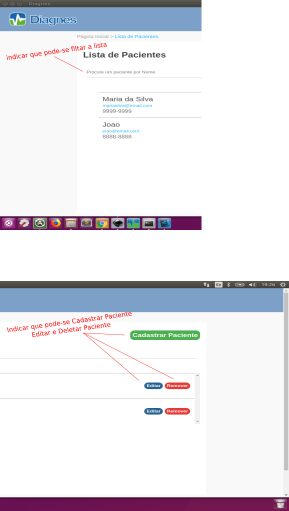 Diagnes
Diagnes
Página Inicial > Lista de Pacientes
Indicar que pode-se filtar a lista
Lista de Pacientes
Procure um paciente por Nome
Maria da Silva
mariasilva@email.com
9999-9999
Joao
joao@email.com
8888-8888
19:26
Indicar que pode-se Cadastrar Paciente
Editar e Deletar Paciente
Cadastrar Paciente
Editar Remover
Editar Remover